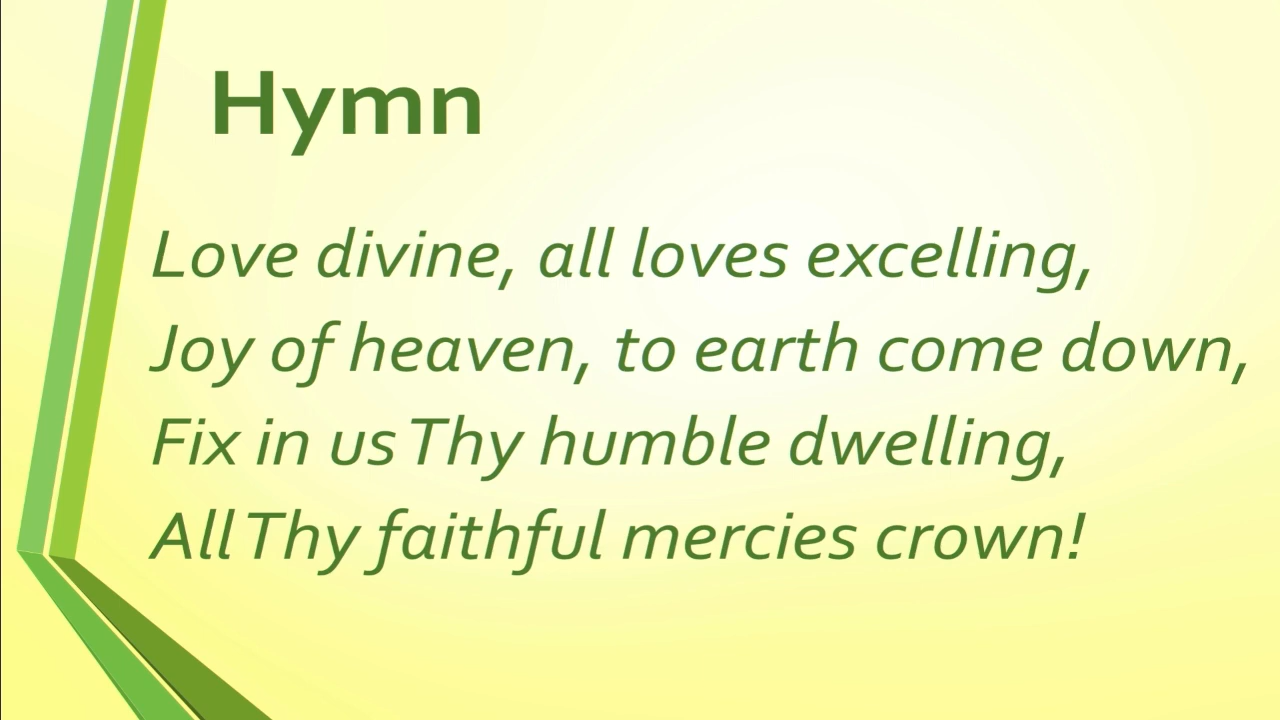 Hymn
Love divine, all loves excelling,
Joy of heaven, to earth come down,
Fix in us Thy humble dwelling,
All Thy faithful mercies crown!